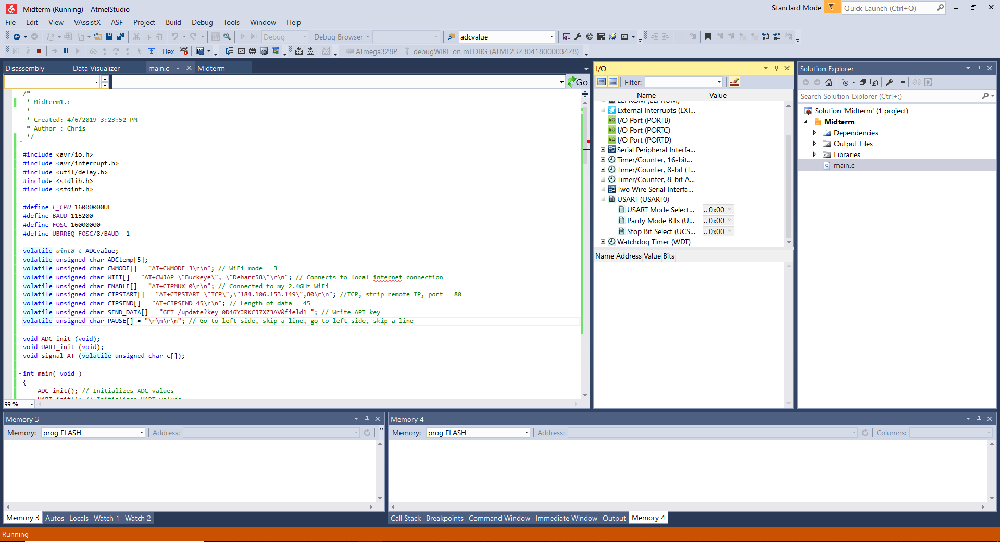 Midterm (Running) - AtmelStudio
Standard Mode
Quick Launch (Ctrl+Q)
File Edit View VAssistX ASF Project Build Debug Tools Window Help
Debug
Debug Browser
adcvalue
Hex
ATmega328P
debugWIRE on mEDBG (ATML2323041800003428)
Disassembly
Data Visualizer
main.c
Midterm
Go
/*
* Midterm1.c
*
* Created: 4/6/2019 3:23:52 PM
* Author : Chris
*/
#include <avr/io.h>
#include <avr/interrupt.h>
#include <util/delay.h>
#include <stdlib.h>
#include <stdint.h>
#define F_CPU 16000000UL
#define BAUD 115200
#define FOSC 16000000
#define UBRREQ FOSC/8/BAUD -1
volatile uint8_t ADCvalue;
volatile unsigned char ADCtemp[5];
volatile unsigned char CWMODE[] = "AT+CWMODE=3\r\n"; // WiFi mode = 3
volatile unsigned char WIFI[] = "AT+CWJAP=\"Buckeye\", \"Debarr58\"\r\n"; // Connects to local internet connection
volatile unsigned char ENABLE[] = "AT+CIPMUX=0\r\n"; // Connected to my 2.4GHz WiFi
volatile unsigned char CIPSTART[] = "AT+CIPSTART=\"TCP\",\"184.106.153.149\",80\r\n"; //TCP, strip remote IP, port = 80
volatile unsigned char CIPSEND[] = "AT+CIPSEND=45\r\n"; // Length of data = 45
volatile unsigned char SEND_DATA[] = "GET /update?key=0D46YJRKCJ7XZ3AV&field1="; // Write API key
volatile unsigned char PAUSE[] = "\r\n\r\n"; // Go to left side, skip a line, go to left side, skip a line
void ADC_init (void);
void UART_init (void);
void signal_AT (volatile unsigned char c[]);
int main( void )
{
ADC_init(); // Initializes ADC values
UART_init(); // Initializes UART values
99 %
I/O
Filter:
Name Value
EEPROM (EEPROM)
External Interrupts (EXI...
I/O Port (PORTB)
I/O Port (PORTC)
I/O Port (PORTD)
Serial Peripheral Interfa...
Timer/Counter, 16-bit...
Timer/Counter, 8-bit (T...
Timer/Counter, 8-bit A...
Two Wire Serial Interfa...
USART (USART0)
USART Mode Select... .. 0x00
Parity Mode Bits (U... .. 0x00
Stop Bit Select (UCS... .. 0x00
Watchdog Timer (WDT)
Name Address Value Bits
Solution Explorer
Search Solution Explorer (Ctrl+;)
Solution 'Midterm' (1 project)
Midterm
Dependencies
Output Files
Libraries
main.c
Memory 3
Memory: prog FLASH Address:
Memory 3 Autos Locals Watch 1 Watch 2
Memory 4
Memory: prog FLASH Address: Columns:
Call Stack Breakpoints Command Window Immediate Window Output Memory 4
Running